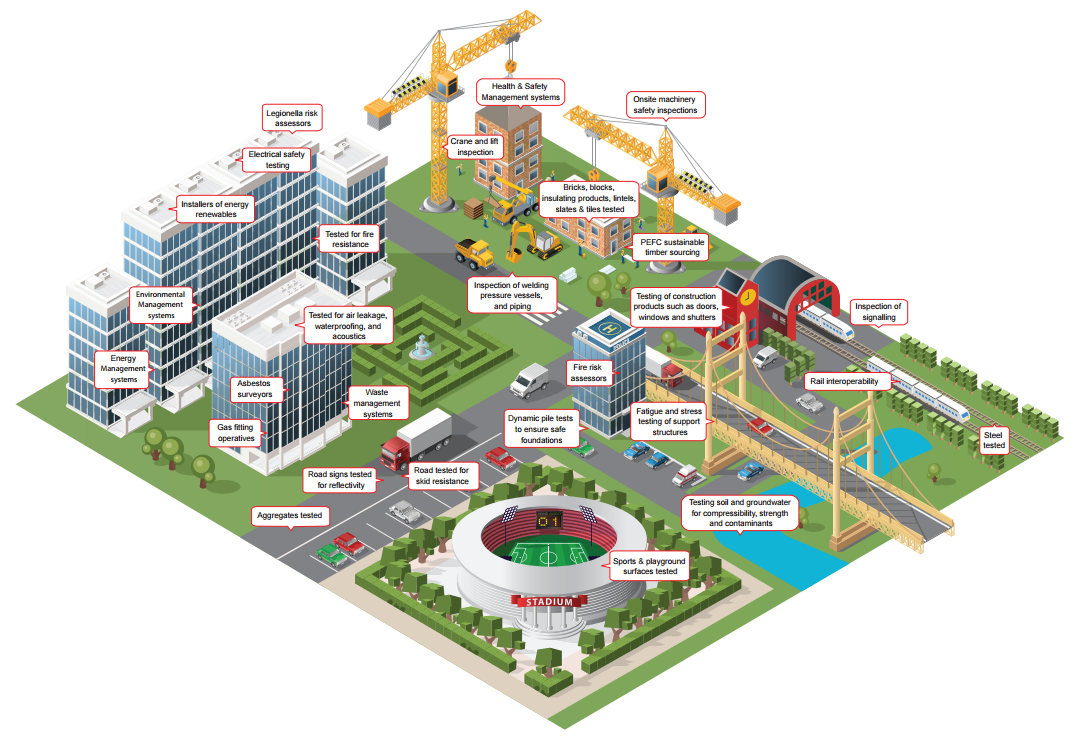 Health & Safety
Management systems
Onsite machinery
safety inspections
Legionella risk
assessors
Crane and lift
inspection
Electrical safety
testing
Bricks, blocks,
insulating products, lintels,
slates & tiles tested
Installers of energy
renewables
Tested for fire
resistance
PEFC sustainable
timber sourcing
Inspection of welding
pressure vessels,
and piping
Environmental
Management
systems
Testing of construction
products such as doors,
windows and shutters
Inspection of
signalling
Tested for air leakage,
waterproofing, and
acoustics
H
Energy
Management
systems
Fire risk
assessors
Rail interoperability
Asbestos
surveyors
Waste
management
systems
Gas fitting
operatives
Dynamic pile tests
to ensure safe
foundations
Fatigue and stress
testing of support
structures
Steel
tested
Road signs tested
for reflectivity
Road tested for
skid resistance
Aggregates tested
Testing soil and groundwater
for compressibility, strength
and contaminants
01
Sports & playground
surfaces tested
STADIUM